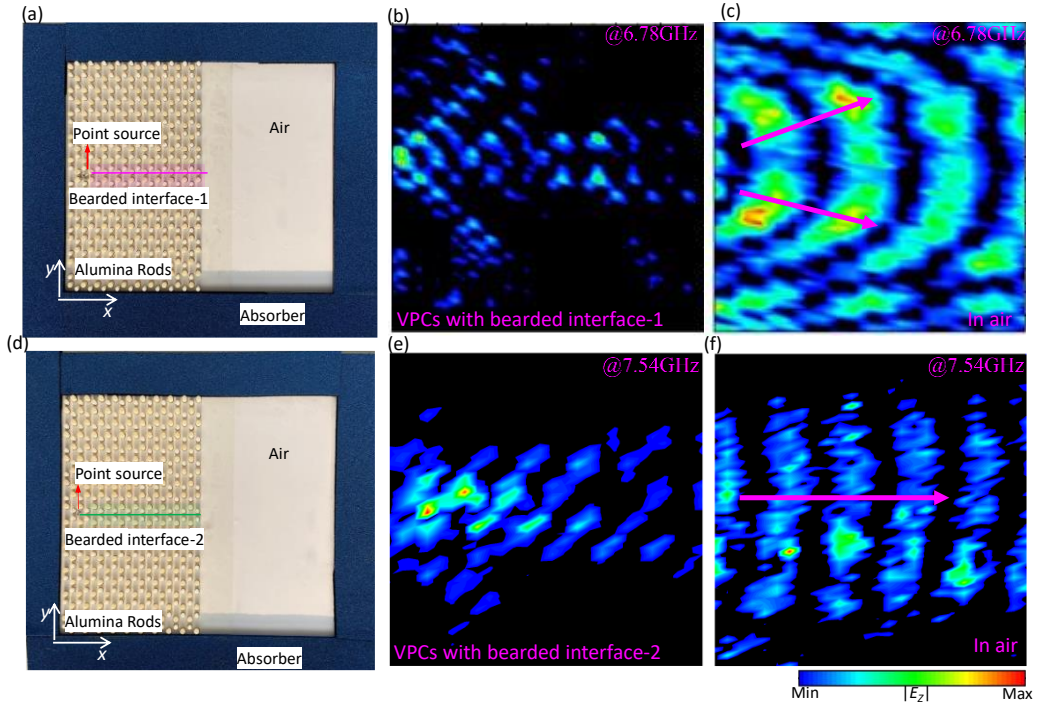 (a)
Point source
Air
Bearded interface-1
Alumina Rods
y
x
Absorber
(b)
@6.78GHz
VPCs with bearded interface-1
(c)
@6.78GHz
In air
(d)
Point source
Air
Bearded interface-2
Alumina Rods
y
x
Absorber
(e)
@7.54GHz
VPCs with bearded interface-2
(f)
@7.54GHz
In air
Min |Ez| Max